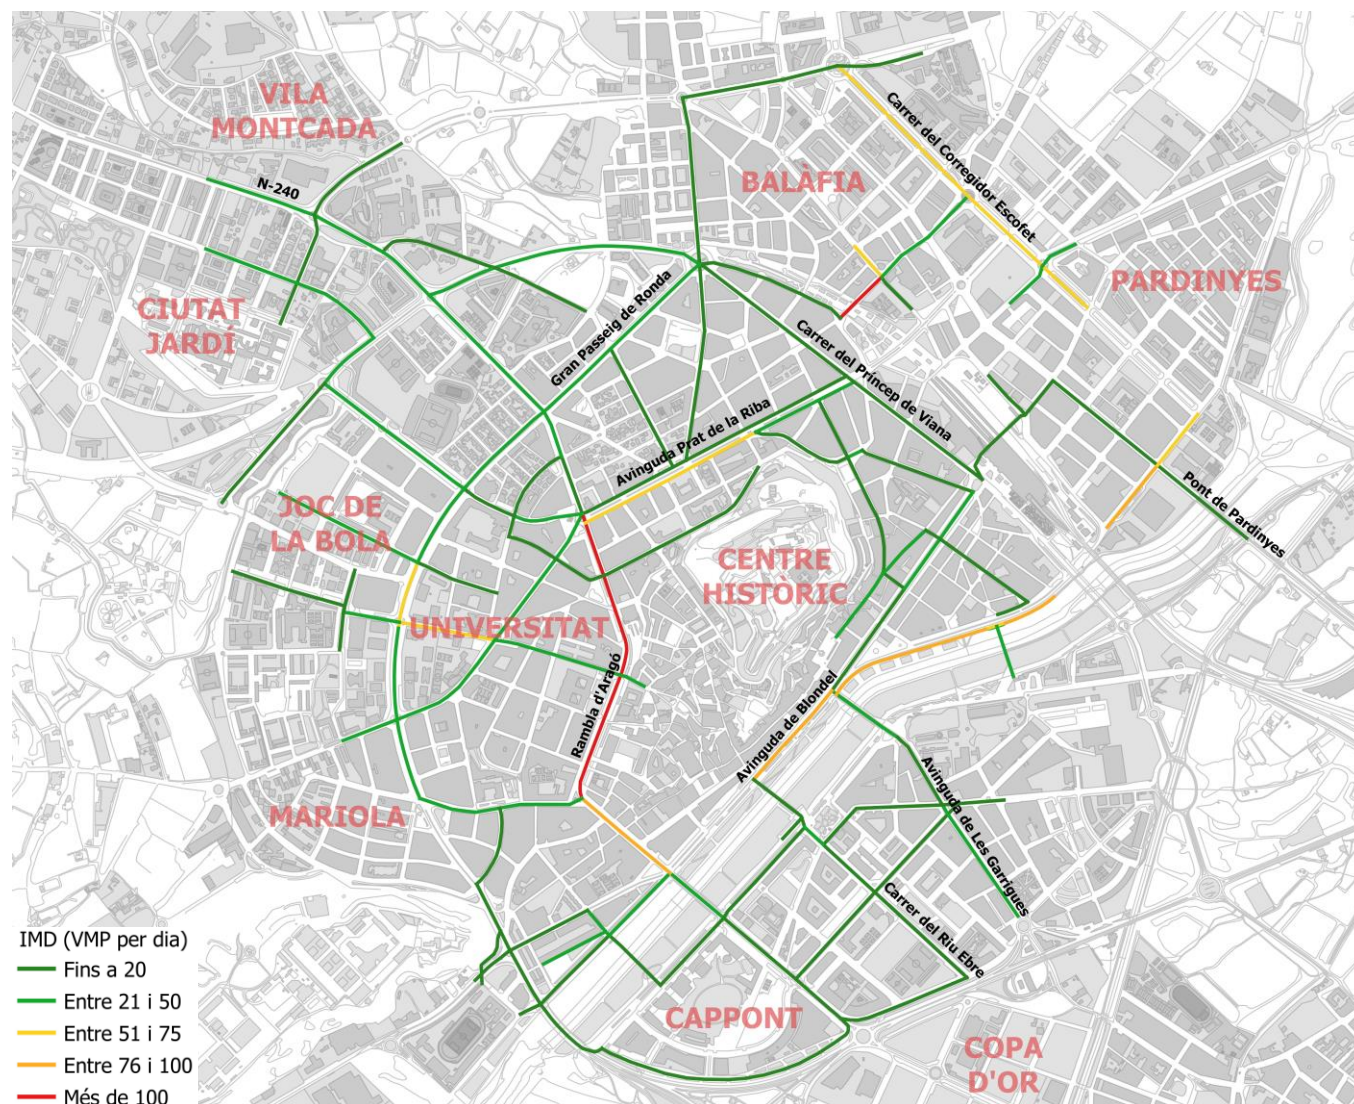 VILA
MONTCADA
N-240
Carrer del Corregidor Escofet
BALÀFIA
PARDINYES
CIUTAT
JARDÍ
Gran Passeig de Ronda
Carrer del Príncep de Viana
Avinguda Prat de la Riba
Pont de Pardinyes
JOC DE
LA BOLA
CENTRE
HISTÒRIC
UNIVERSITAT
Rambla d'Aragó
Avinguda de Blondel
Avinguda de Les Garrigues
MARIOLA
Carrer del Riu Ebre
CAPPONT
COPA
D'OR
IMD (VMP per dia)
Fins a 20
Entre 21 i 50
Entre 51 i 75
Entre 76 i 100
Més de 100